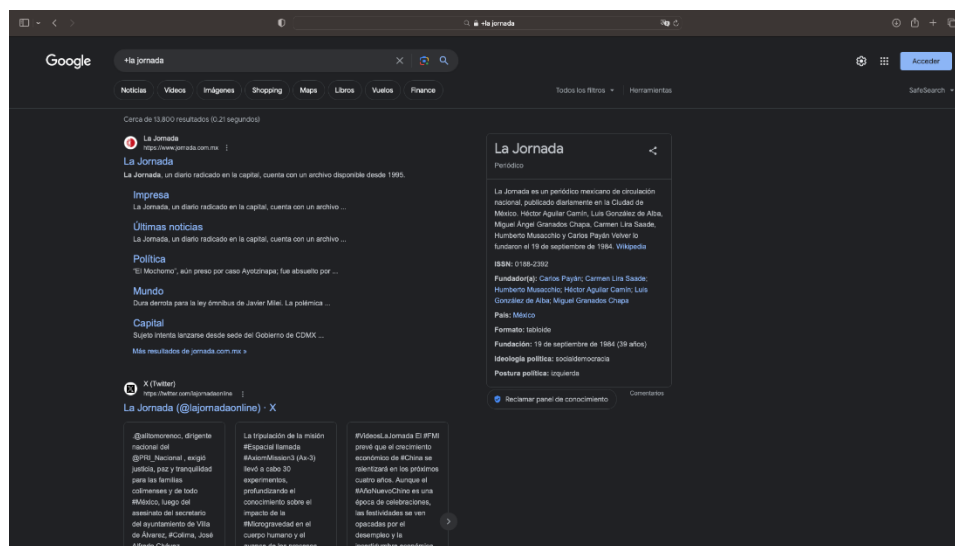 +la jornada
Google
+la jornada
Acceder
Noticias Videos Imágenes Shopping Maps Libros Vuelos Finance
Todos los filtros Herramientas
SafeSearch
Cerca de 13,800 resultados (0.21 segundos)
La Jornada
https://www.jornada.com.mx
La Jornada
La Jornada, un diario radicado en la capital, cuenta con un archivo disponible desde 1995.
Impresa
La Jornada, un diario radicado en la capital, cuenta con un archivo ...
Últimas noticias
La Jornada, un diario radicado en la capital, cuenta con un archivo ...
Política
"El Mochomo", aún preso por caso Ayotzinapa; fue absuelto por ...
Mundo
Dura derrota para la ley ómnibus de Javier Milei. La polémica ...
Capital
Sujeto intenta lanzarse desde sede del Gobierno de CDMX ...
Más resultados de jornada.com.mx »
X (Twitter)
https://twitter.com/lajornadaonline
La Jornada (@lajornadaonline) · X
.@alitomorenoc, dirigente
nacional del
@PRI_Nacional , exigió
justicia, paz y tranquilidad
para las familias
colimenses y de todo
#México, luego del
asesinato del secretario
del ayuntamiento de Villa
de Álvarez, #Colima, José
Alfredo Chávez
La tripulación de la misión
#Espacial llamada
#AxiomMission3 (Ax-3)
llevó a cabo 30
experimentos,
profundizando el
conocimiento sobre el
impacto de la
#Microgravedad en el
cuerpo humano y el
avance de los procesos
#VideosLaJornada El #FMI
prevé que el crecimiento
económico de #China se
ralentizará en los próximos
cuatro años. Aunque el
#AñoNuevoChino es una
época de celebraciones,
las festividades se ven
opacadas por el
desempleo y la
incertidumbre económica
La Jornada
Periódico
La Jornada es un periódico mexicano de circulación
nacional, publicado diariamente en la Ciudad de
México. Héctor Aguilar Camín, Luis González de Alba,
Miguel Ángel Granados Chapa, Carmen Lira Saade,
Humberto Musacchio y Carlos Payán Velver lo
fundaron el 19 de septiembre de 1984. Wikipedia
ISSN: 0188-2392
Fundador(a): Carlos Payán; Carmen Lira Saade;
Humberto Musacchio; Héctor Aguilar Camín; Luis
González de Alba; Miguel Granados Chapa
País: México
Formato: tabloide
Fundación: 19 de septiembre de 1984 (39 años)
Ideología política: socialdemocracia
Postura política: izquierda
Reclamar panel de conocimiento
Comentarios